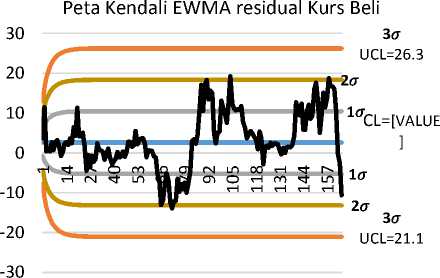 Peta Kendali EWMA residual Kurs Beli
30
20
10
0
-10
-20
-30
1
14
27
40
53
66
79
92
105
118
131
144
157
3σ
UCL=26.3
2σ
1σ
CL=[VALUE
]
1σ
2σ
3σ
UCL=21.1